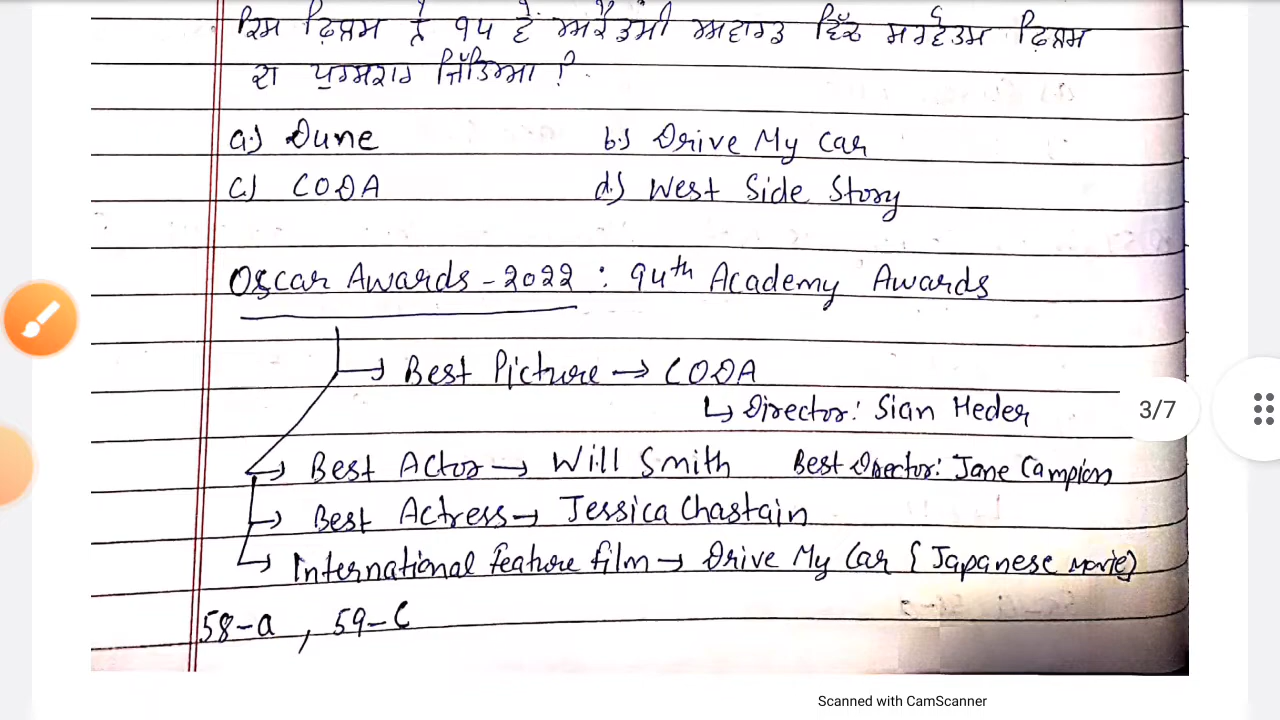 ਕਿਸ ਫ਼ਿਲਮ ਨੇ 94 ਵੇਂ ਅਕੈਡਮੀ ਅਵਾਰਡ ਵਿੱਚ ਸਰਵੋਤਮ ਫ਼ਿਲਮ
ਦਾ ਪੁਰਸਕਾਰ ਜਿੱਤਿਆ ?
a.) Dune b.) Drive My Car
c.) CODA d.) West Side Story
Oscar Awards - 2022 : 94th Academy Awards
→ Best Picture → CODA
↳ Director: Sian Heder
3/7
→ Best Actor → Will Smith Best Director: Jane Campion
→ Best Actress → Jessica Chastain
↳ International feature film → Drive My Car { Japanese movie}
58-a , 59-c
Scanned with CamScanner